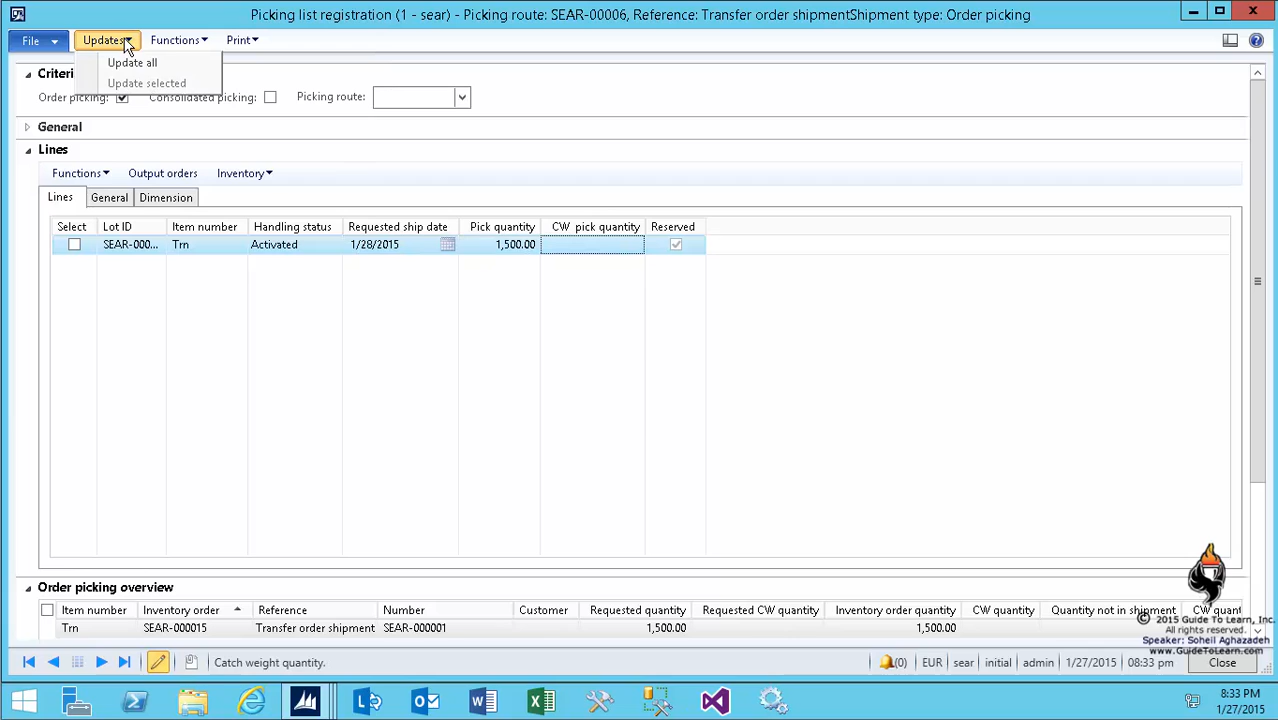 Picking list registration (1 - sear) - Picking route: SEAR-00006, Reference: Transfer order shipmentShipment type: Order picking
File Updates Functions Print
Update all
Update selected
Criteri
Order picking: Consolidated picking: Picking route:
General
Lines
Functions Output orders Inventory
Lines General Dimension
Select Lot ID Item number Handling status Requested ship date Pick quantity CW pick quantity Reserved
SEAR-000... Trn Activated 1/28/2015 1,500.00
Order picking overview
Item number Inventory order Reference Number Customer Requested quantity Requested CW quantity Inventory order quantity CW quantity Quantity not in shipment CW quant
Trn SEAR-000015 Transfer order shipment SEAR-000001 1,500.00 1,500.00
© 2015 Guide To Learn, Inc.
All rights reserved.
Speaker: Soheil Aghazadeh
www.GuideToLearn.com
Catch weight quantity. (0) EUR sear initial admin 1/27/2015 08:33 pm Close
8:33 PM
1/27/2015